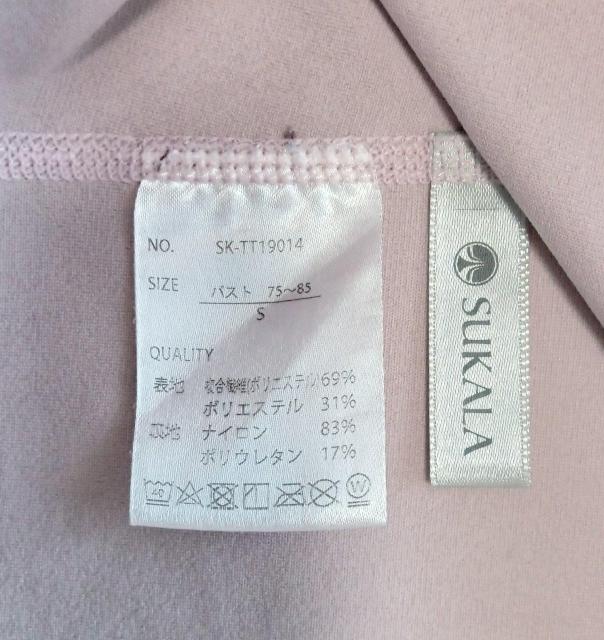 NO. SK-TT19014
SIZE バスト 75〜85
S
QUALITY
表地 複合繊維(ポリエステル)69%
ポリエステル 31%
裏地 ナイロン 83%
ポリウレタン 17%
40 W
SUKALA